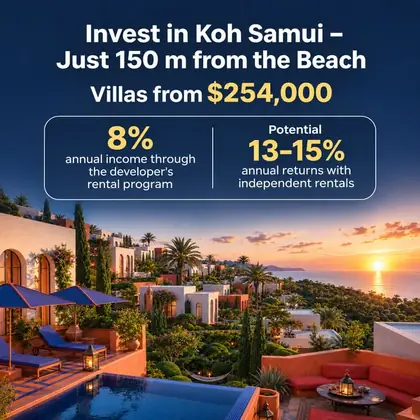 Invest in Koh Samui –
Just 150 m from the Beach
Villas from $254,000
8%
annual income through
the developer's
rental program
Potential
13–15%
annual returns with
independent rentals